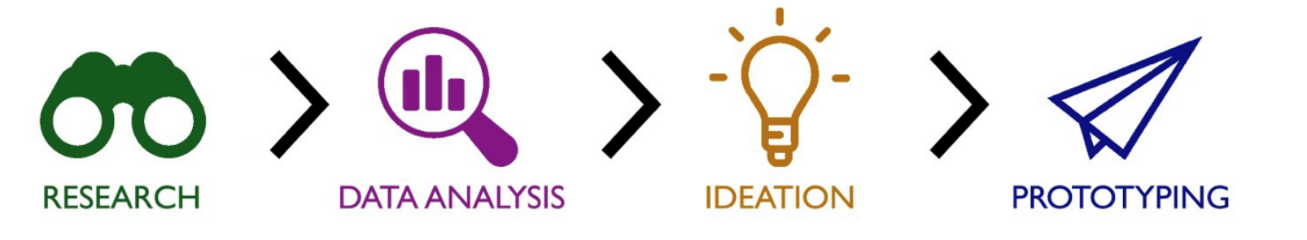 RESEARCH
DATA ANALYSIS
IDEATION
PROTOTYPING